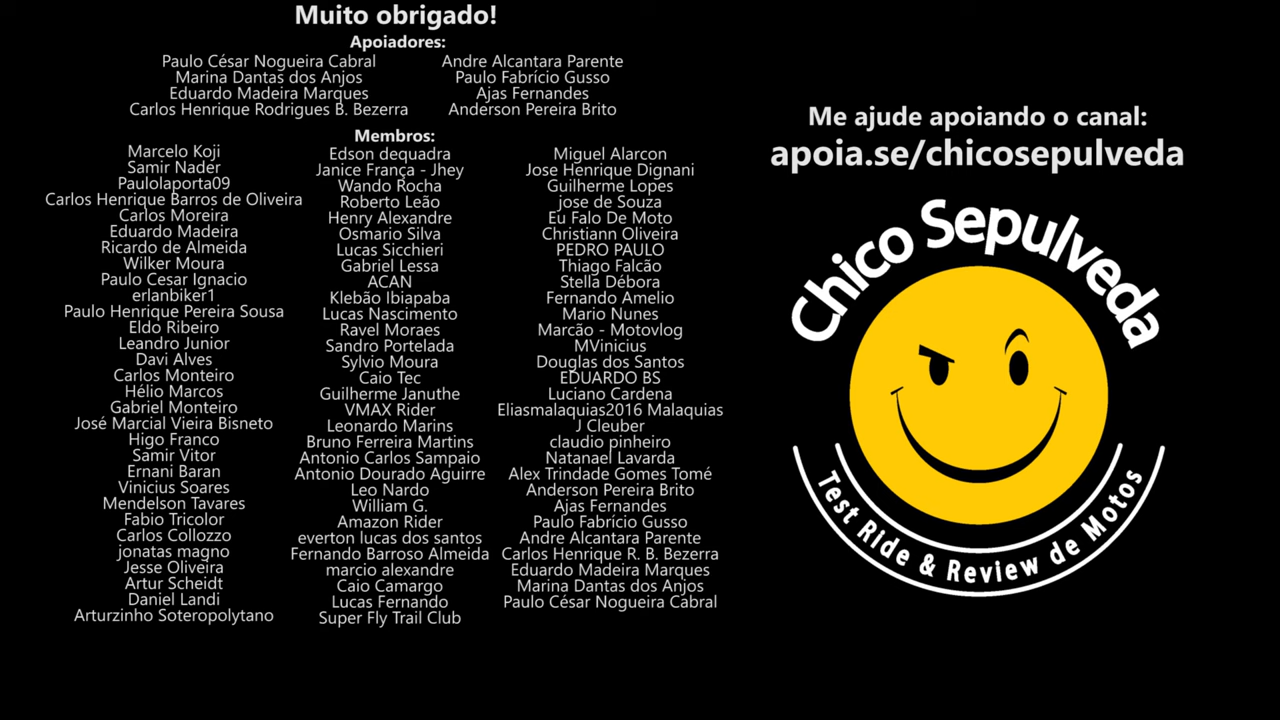 Muito obrigado!
Apoiadores:
Paulo César Nogueira Cabral
Marina Dantas dos Anjos
Eduardo Madeira Marques
Carlos Henrique Rodrigues B. Bezerra
Andre Alcantara Parente
Paulo Fabrício Gusso
Ajas Fernandes
Anderson Pereira Brito
Membros:
Marcelo Koji
Samir Nader
Paulolaporta09
Carlos Henrique Barros de Oliveira
Carlos Moreira
Eduardo Madeira
Ricardo de Almeida
Wilker Moura
Paulo Cesar Ignacio
erlanbiker1
Paulo Henrique Pereira Sousa
Eldo Ribeiro
Leandro Junior
Davi Alves
Carlos Monteiro
Hélio Marcos
Gabriel Monteiro
José Marcial Vieira Bisneto
Higo Franco
Samir Vitor
Ernani Baran
Vinicius Soares
Mendelson Tavares
Fabio Tricolor
Carlos Collozzo
jonatas magno
Jesse Oliveira
Artur Scheidt
Daniel Landi
Arturzinho Soteropolytano
Edson dequadra
Janice França - Jhey
Wando Rocha
Roberto Leão
Henry Alexandre
Osmario Silva
Lucas Sicchieri
Gabriel Lessa
ACAN
Klebão Ibiapaba
Lucas Nascimento
Ravel Moraes
Sandro Portelada
Sylvio Moura
Caio Tec
Guilherme Januthe
VMAX Rider
Leonardo Marins
Bruno Ferreira Martins
Antonio Carlos Sampaio
Antonio Dourado Aguirre
Leo Nardo
William G.
Amazon Rider
everton lucas dos santos
Fernando Barroso Almeida
marcio alexandre
Caio Camargo
Lucas Fernando
Super Fly Trail Club
Miguel Alarcon
Jose Henrique Dignani
Guilherme Lopes
jose de Souza
Eu Falo De Moto
Christiann Oliveira
PEDRO PAULO
Thiago Falcão
Stella Débora
Fernando Amelio
Mario Nunes
Marcão - Motovlog
MVinicius
Douglas dos Santos
EDUARDO BS
Luciano Cardena
Eliasmalaquias2016 Malaquias
J Cleuber
claudio pinheiro
Natanael Lavarda
Alex Trindade Gomes Tomé
Anderson Pereira Brito
Ajas Fernandes
Paulo Fabrício Gusso
Andre Alcantara Parente
Carlos Henrique R. B. Bezerra
Eduardo Madeira Marques
Marina Dantas dos Anjos
Paulo César Nogueira Cabral
Me ajude apoiando o canal:
apoia.se/chicosepulveda
Chico Sepulveda
Test Ride & Review de Motos